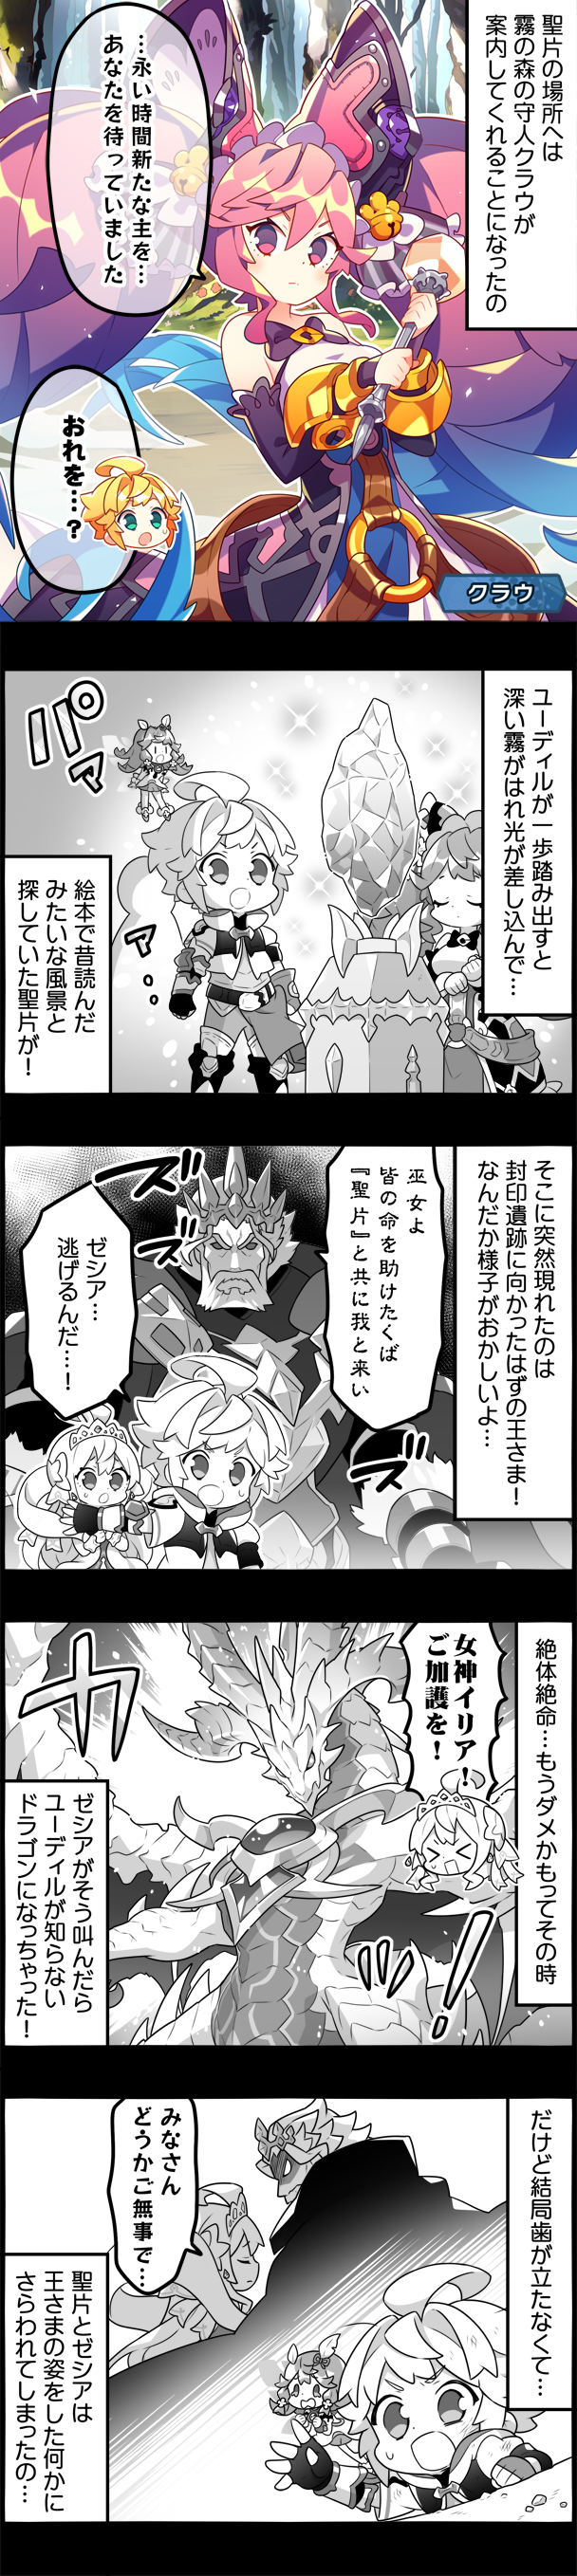 聖片の場所へは
霧の森の守人クラウが
案内してくれることになったの
…永い時間新たな主を…
あなたを待っていました
おれを…？
クラウ
ユーディルが一歩踏み出すと
深い霧がはれ光が差し込んで…
パァ
ァ…
絵本で昔読んだ
みたいな風景と
探していた聖片が！
そこに突然現れたのは
封印遺跡に向かったはずの王さま！
なんだか様子がおかしいよ…
巫女よ
皆の命を助けたくば
『聖片』と共に我と来い
ズズ
ズ
ゼシア…
逃げるんだ…！
絶体絶命…もうダメかもってその時
女神イリア！
ご加護を！
カッ！
ゼシアがそう叫んだら
ユーディルが知らない
ドラゴンになっちゃった！
だけど結局歯が立たなくて…
みなさん
どうかご無事で…
聖片とゼシアは
王さまの姿をした何かに
さらわれてしまったの…